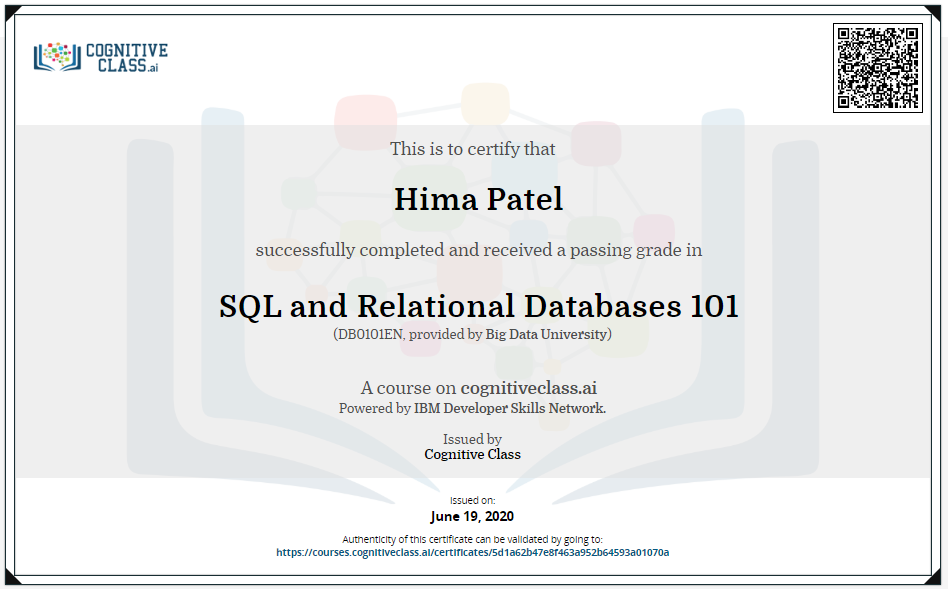 COGNITIVE
CLASS.ai
This is to certify that
Hima Patel
successfully completed and received a passing grade in
SQL and Relational Databases 101
(DB0101EN, provided by Big Data University)
A course on cognitiveclass.ai
Powered by IBM Developer Skills Network.
Issued by
Cognitive Class
Issued on:
June 19, 2020
Authenticity of this certificate can be validated by going to:
https://courses.cognitiveclass.ai/certificates/5d1a62b47e8f463a952b64593a01070a